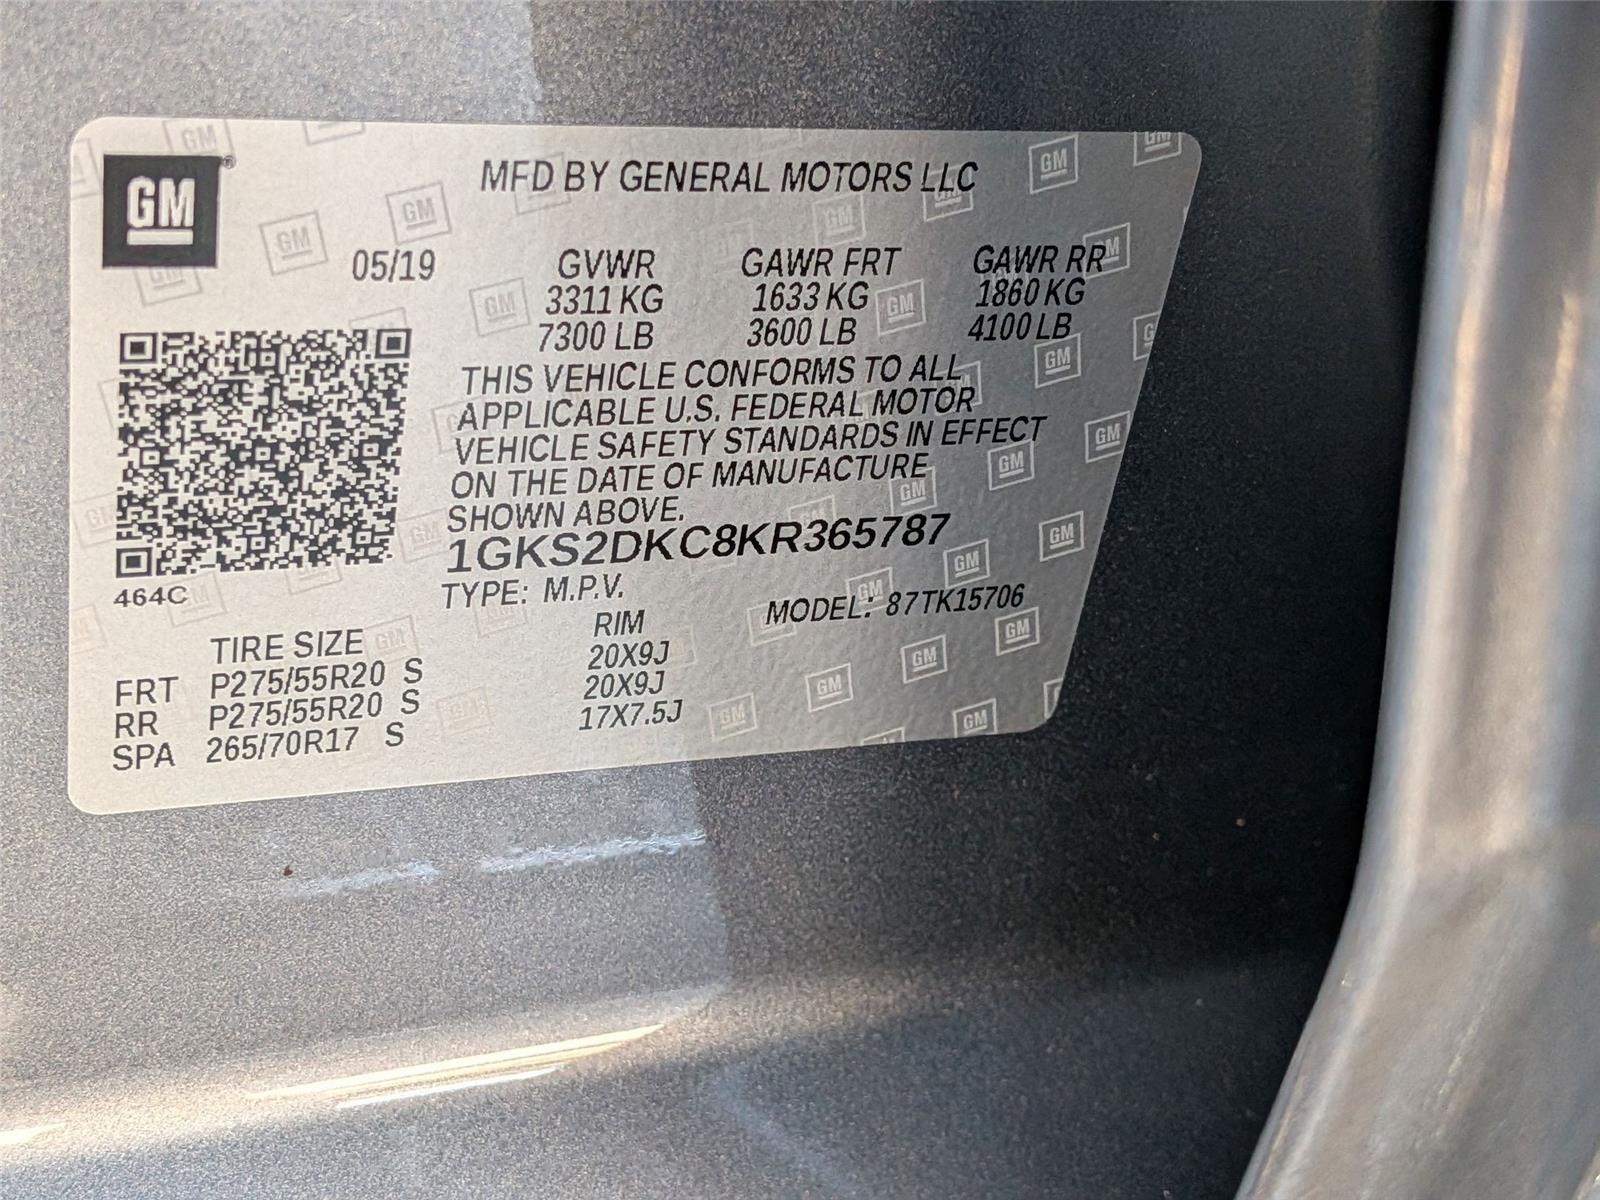 GM
MFD BY GENERAL MOTORS LLC
05/19 GVWR GAWR FRT GAWR RR
3311 KG 1633 KG 1860 KG
7300 LB 3600 LB 4100 LB
THIS VEHICLE CONFORMS TO ALL
APPLICABLE U.S. FEDERAL MOTOR
VEHICLE SAFETY STANDARDS IN EFFECT
ON THE DATE OF MANUFACTURE
SHOWN ABOVE.
1GKS2DKC8KR365787
464C
TYPE: M.P.V. MODEL: 87TK15706
TIRE SIZE RIM
FRT P275/55R20 S 20X9J
RR P275/55R20 S 20X9J
SPA 265/70R17 S 17X7.5J